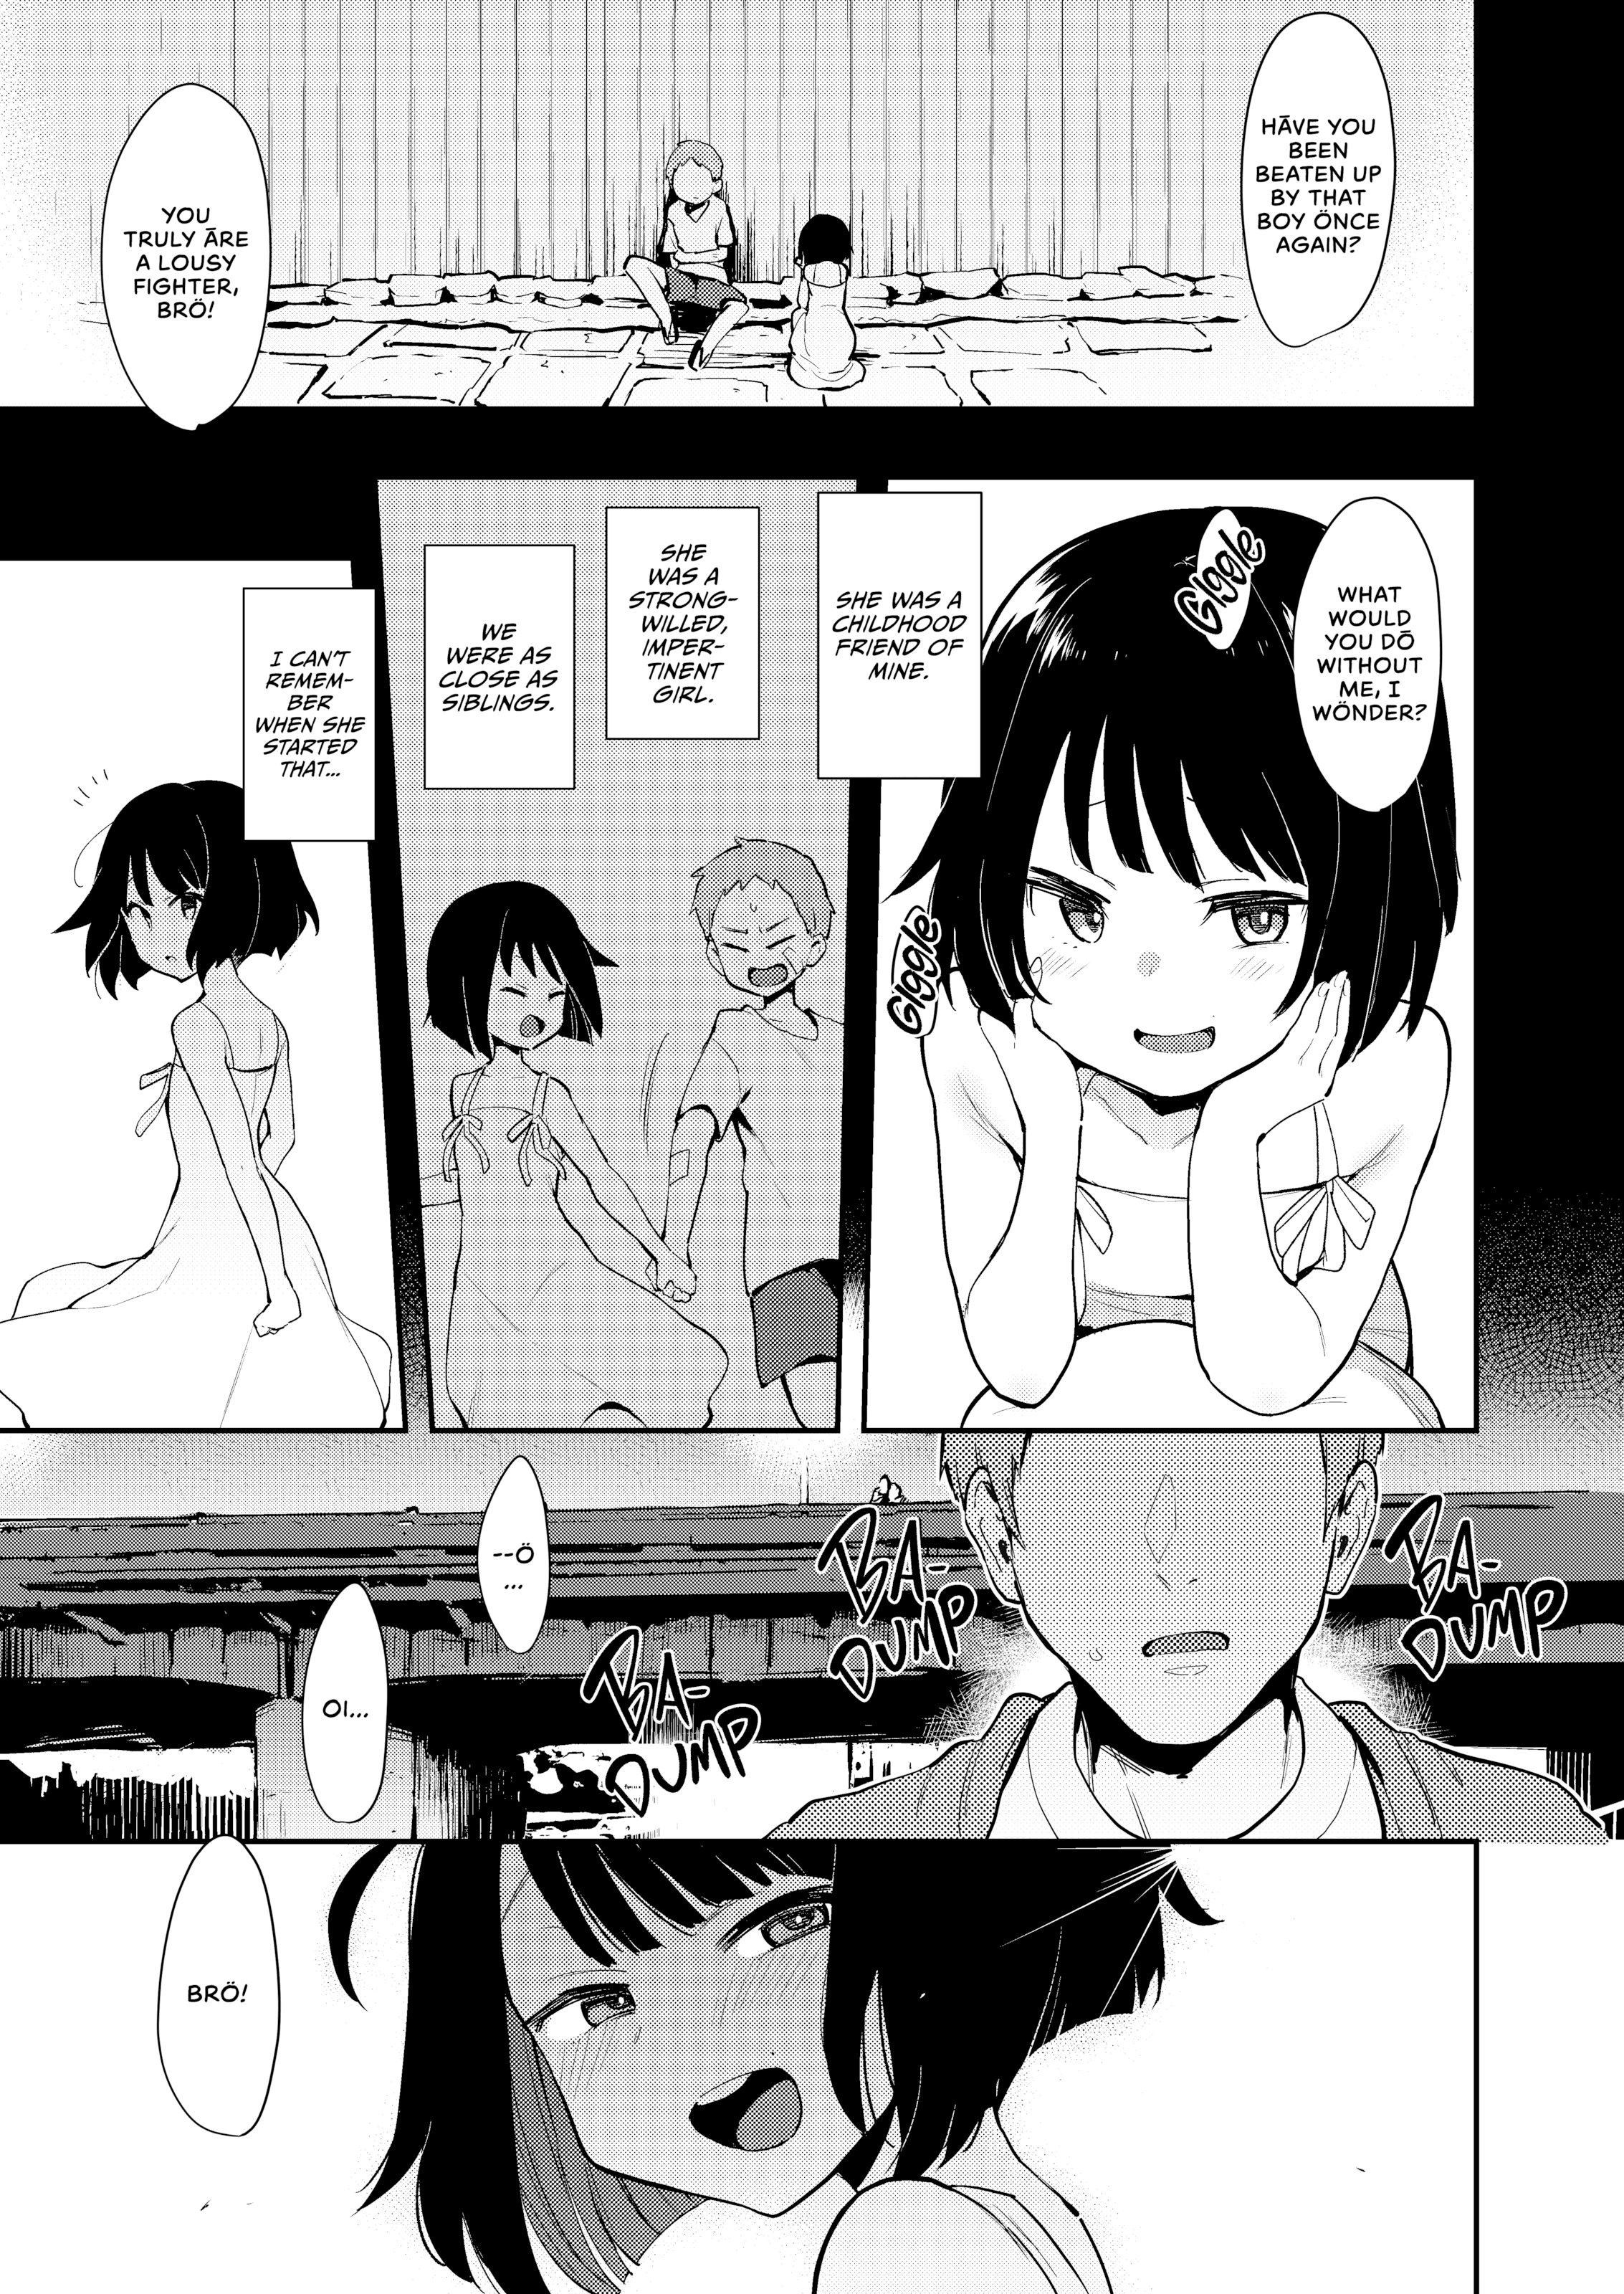 HĀVE YOU
BEEN
BEATEN UP
BY THAT
BOY ÖNCE
AGAIN?
YOU
TRULY ĀRE
A LOUSY
FIGHTER,
BRÖ!
WHAT
WOULD
YOU DŌ
WITHOUT
ME, I
WÖNDER?
GIGGLE
GIGGLE
SHE WAS A
CHILDHOOD
FRIEND OF
MINE.
SHE
WAS A
STRONG-
WILLED,
IMPER-
TINENT
GIRL.
WE
WERE AS
CLOSE AS
SIBLINGS.
I CAN'T
REMEM-
BER
WHEN SHE
STARTED
THAT...
BA-
DUMP
BA-
DUMP
BA-
DUMP
--Ö
...
OI...
BRÖ!